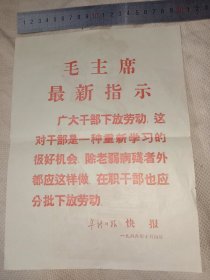 毛主席
最新指示
广大干部下放劳动，这
对干部是一种重新学习的
极好机会，除老弱病残者外
都应这样做。在职干部也应
分批下放劳动。
快报